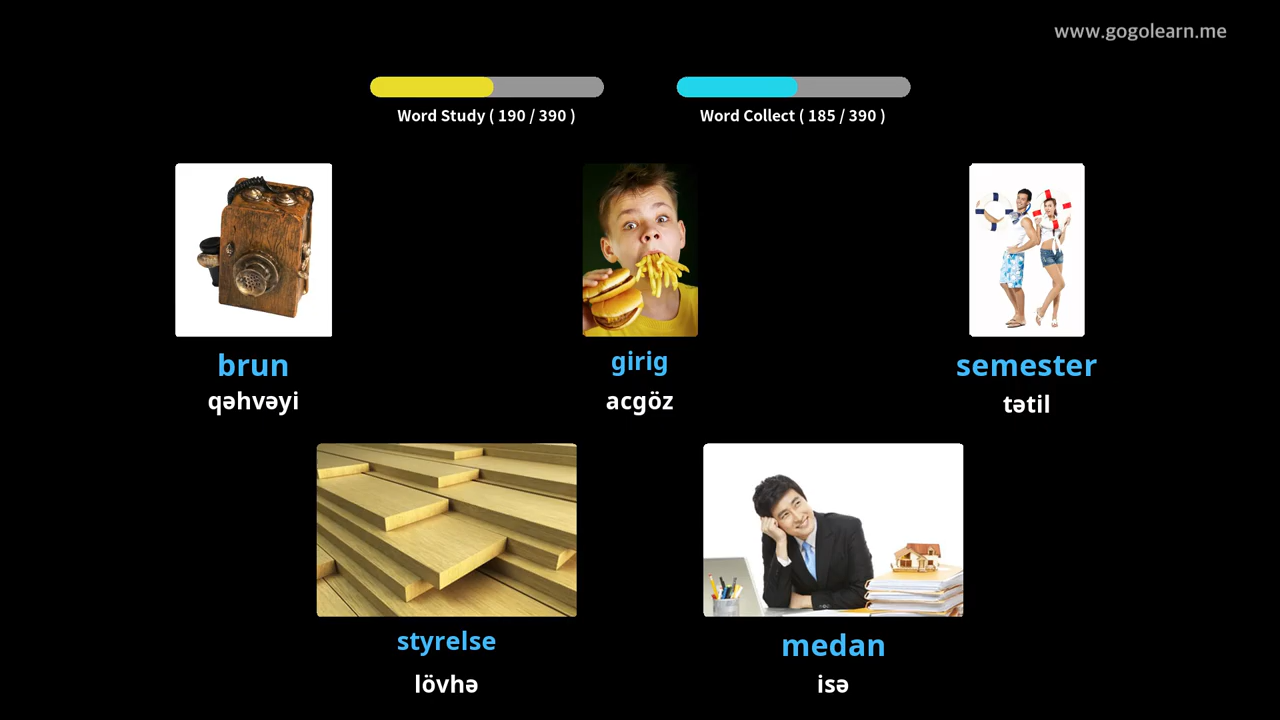 www.gogolearn.me
Word Study ( 190 / 390 )
Word Collect ( 185 / 390 )
brun
qəhvəyi
girig
acgöz
semester
tətil
styrelse
lövhə
medan
isə